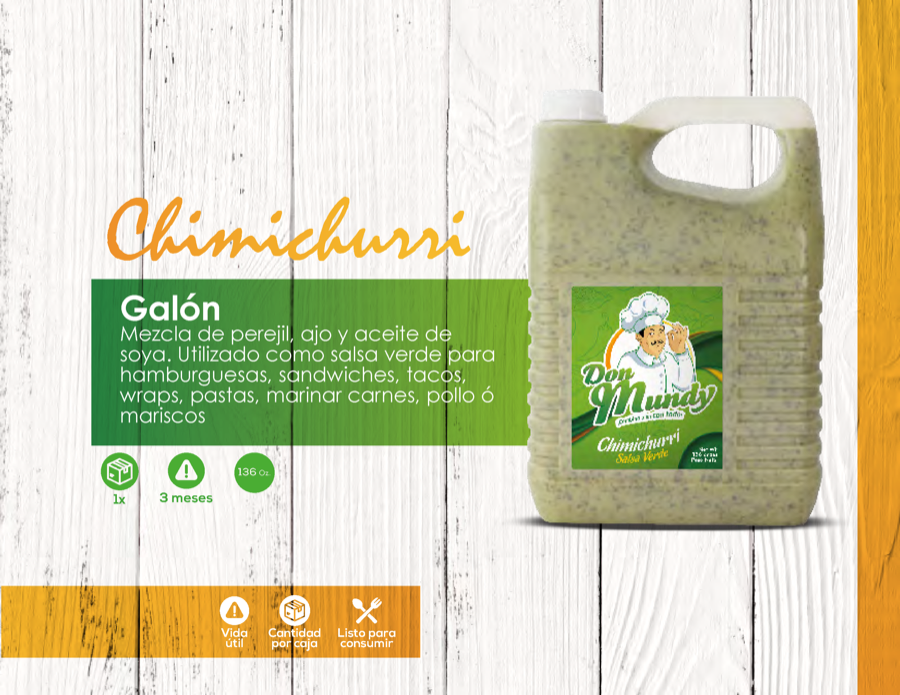 Chimichurri
Galón
Mezcla de perejil, ajo y aceite de
soya. Utilizado como salsa verde para
hamburguesas, sandwiches, tacos,
wraps, pastas, marinar carnes, pollo ó
mariscos
1x
3 meses
136 Oz.
Don
Mundy
Chimichurri
Salsa Verde
Vida
útil
Cantidad
por caja
Listo para
consumir